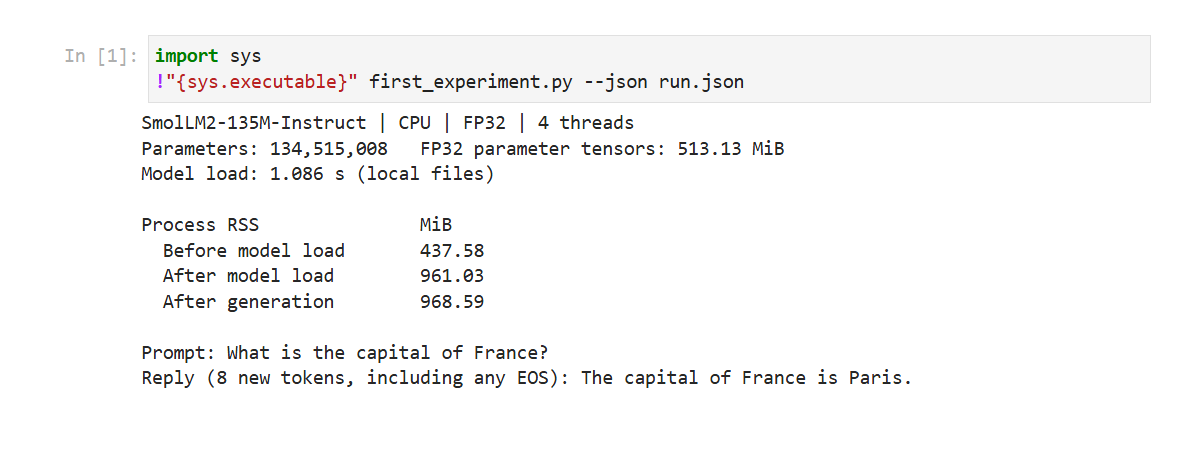 In [1]: import sys
!"{sys.executable}" first_experiment.py --json run.json
SmolLM2-135M-Instruct | CPU | FP32 | 4 threads
Parameters: 134,515,008   FP32 parameter tensors: 513.13 MiB
Model load: 1.086 s (local files)
Process RSS               MiB
  Before model load       437.58
  After model load        961.03
  After generation        968.59
Prompt: What is the capital of France?
Reply (8 new tokens, including any EOS): The capital of France is Paris.